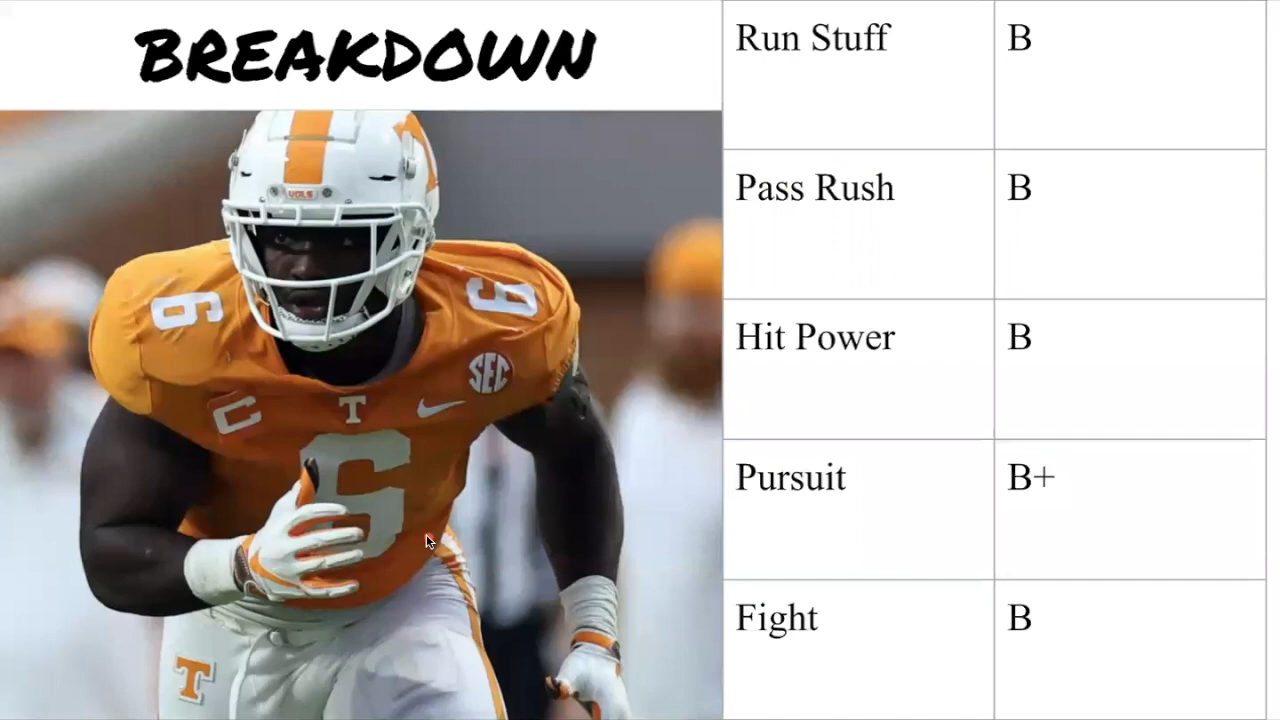 BREAKDOWN
Run Stuff B
Pass Rush B
Hit Power B
Pursuit B+
Fight B
VOLS
6 6
SEC
C T
6
T